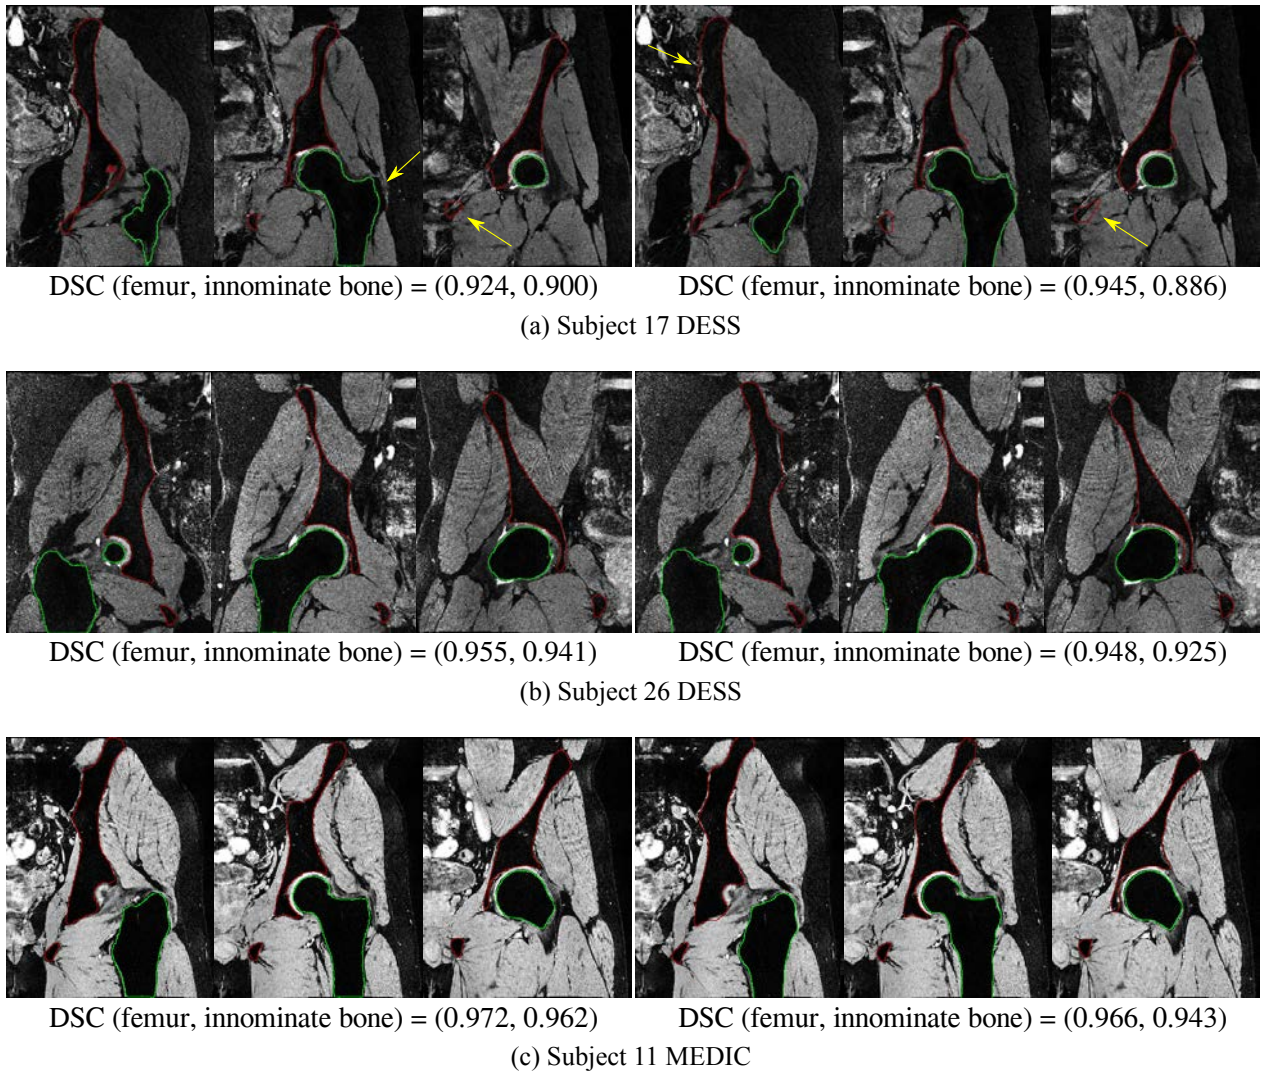 DSC (femur, innominate bone) = (0.924, 0.900)
DSC (femur, innominate bone) = (0.945, 0.886)
(a) Subject 17 DESS
DSC (femur, innominate bone) = (0.955, 0.941)
DSC (femur, innominate bone) = (0.948, 0.925)
(b) Subject 26 DESS
DSC (femur, innominate bone) = (0.972, 0.962)
DSC (femur, innominate bone) = (0.966, 0.943)
(c) Subject 11 MEDIC